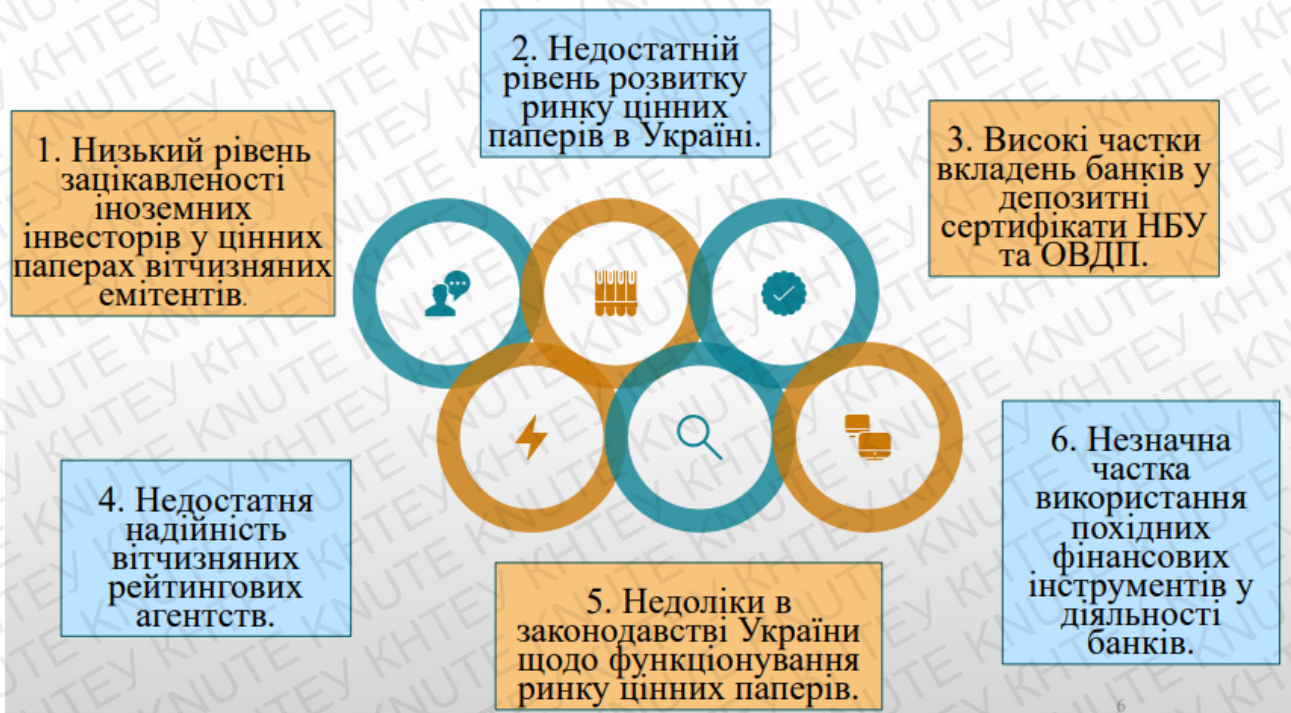 1. Низький рівень
зацікавленості
іноземних
інвесторів у цінних
паперах вітчизняних
емітентів.
2. Недостатній
рівень розвитку
ринку цінних
паперів в Україні.
3. Високі частки
вкладень банків у
депозитні
сертифікати НБУ
та ОВДП.
4. Недостатня
надійність
вітчизняних
рейтингових
агентств.
5. Недоліки в
законодавстві України
щодо функціонування
ринку цінних паперів.
6. Незначна
частка
використання
похідних
фінансових
інструментів у
діяльності
банків.
6